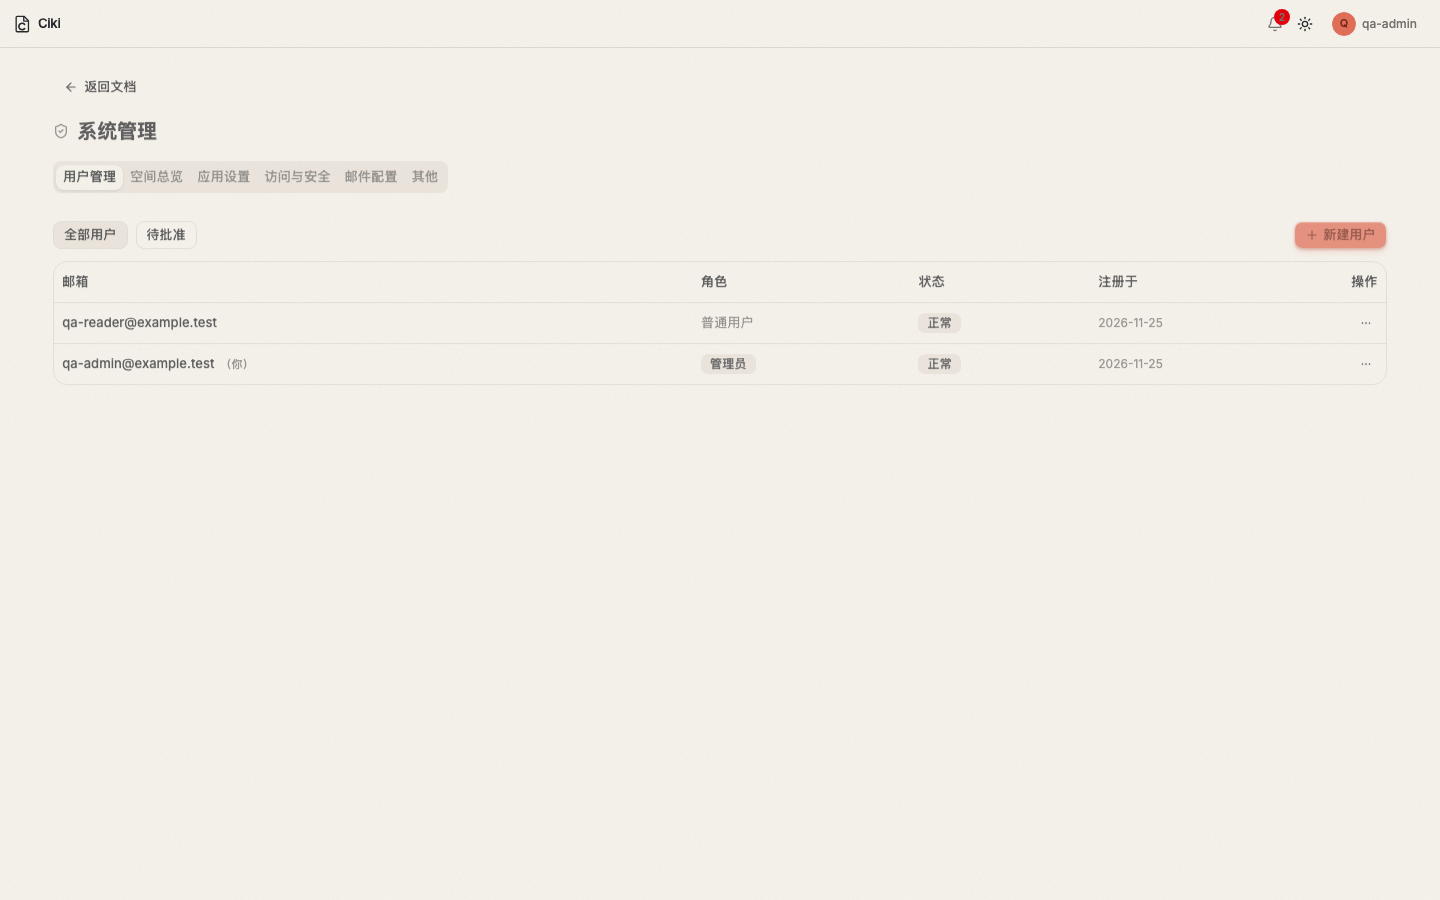 Ciki
2
Q qa-admin
返回文档
系统管理
用户管理 空间总览 应用设置 访问与安全 邮件配置 其他
全部用户 待批准 新建用户
邮箱 角色 状态 注册于 操作
qa-reader@example.test 普通用户 正常 2026-11-25 ...
qa-admin@example.test （你） 管理员 正常 2026-11-25 ...